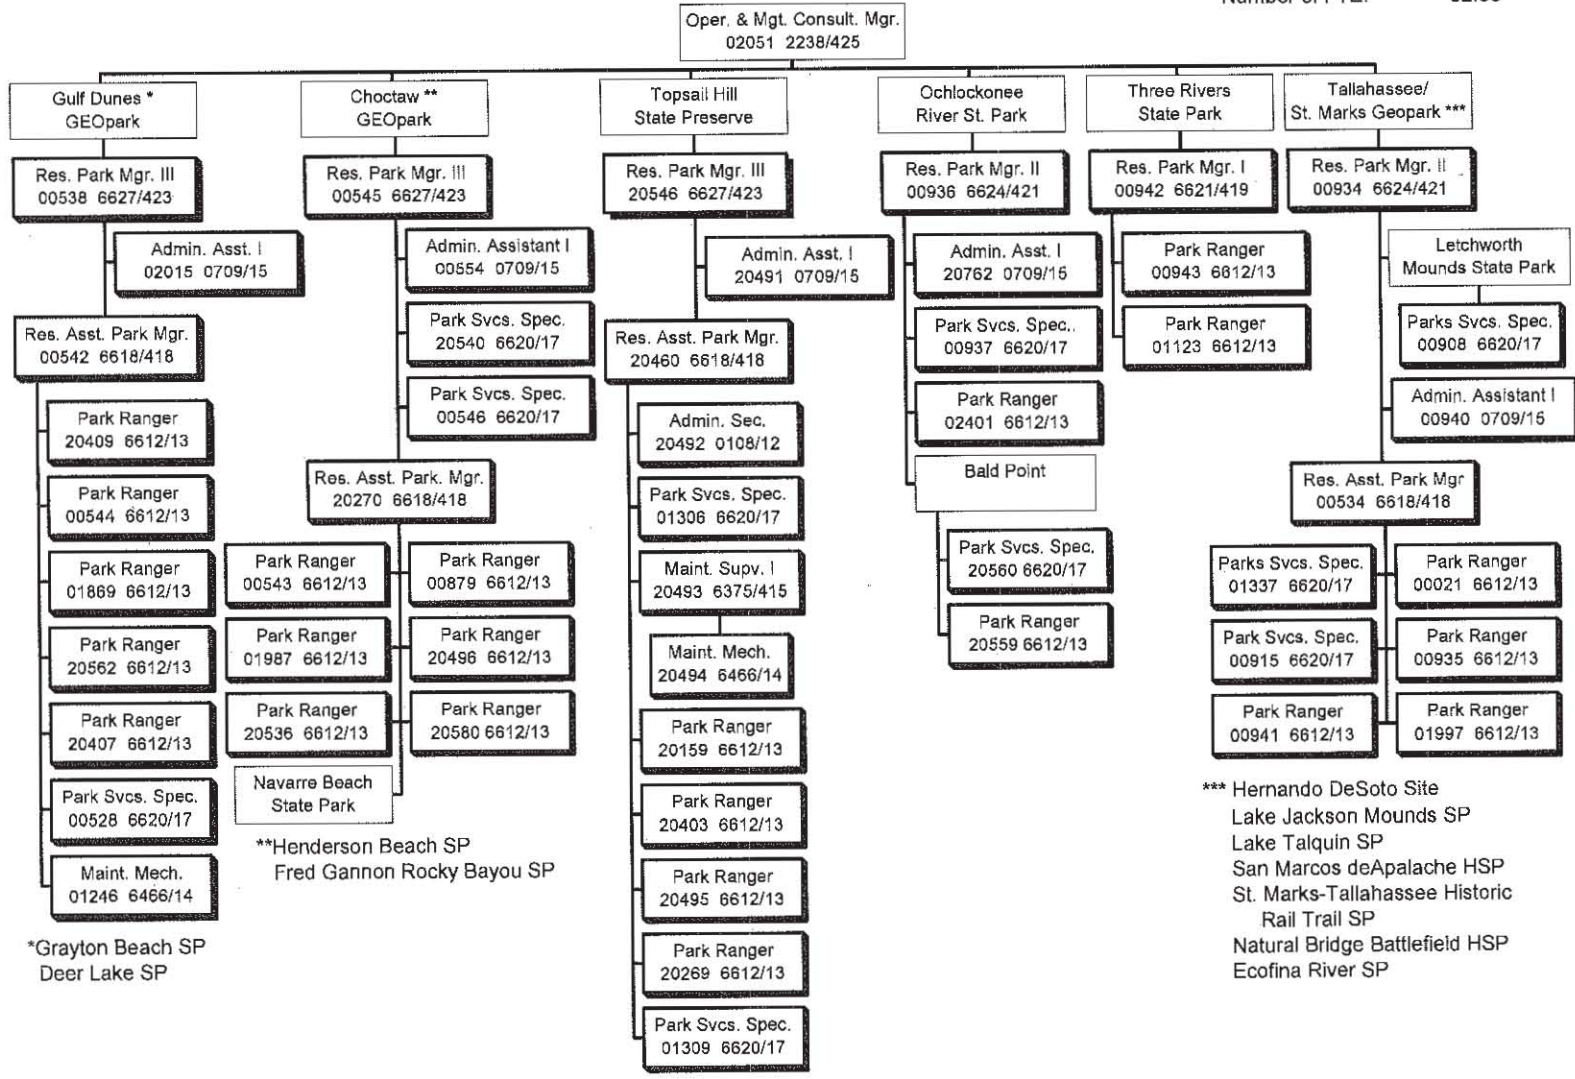 Oper. & Mgt. Consult. Mgr.
02051 2238/425
Gulf Dunes *
GEOpark
Res. Park Mgr. III
00538 6627/423
Admin. Asst. I
02015 0709/15
Res. Asst. Park Mgr.
00542 6618/418
Park Ranger
20409 6612/13
Park Ranger
00544 6612/13
Park Ranger
01869 6612/13
Park Ranger
20562 6612/13
Park Ranger
20407 6612/13
Park Svcs. Spec.
00528 6620/17
Maint. Mech.
01246 6466/14
*Grayton Beach SP
Deer Lake SP
Choctaw **
GEOpark
Res. Park Mgr. III
00545 6627/423
Admin. Assistant I
00554 0709/15
Park Svcs. Spec.
20540 6620/17
Park Svcs. Spec.
00546 6620/17
Res. Asst. Park. Mgr.
20270 6618/418
Park Ranger
00543 6612/13
Park Ranger
00879 6612/13
Park Ranger
01987 6612/13
Park Ranger
20496 6612/13
Park Ranger
20536 6612/13
Park Ranger
20580 6612/13
Navarre Beach
State Park
**Henderson Beach SP
Fred Gannon Rocky Bayou SP
Topsail Hill
State Preserve
Res. Park Mgr. III
20546 6627/423
Admin. Asst. I
20491 0709/15
Res. Asst. Park Mgr.
20460 6618/418
Admin. Sec.
20492 0108/12
Park Svcs. Spec.
01306 6620/17
Maint. Supv. I
20493 6375/415
Maint. Mech.
20494 6466/14
Park Ranger
20159 6612/13
Park Ranger
20403 6612/13
Park Ranger
20495 6612/13
Park Ranger
20269 6612/13
Park Svcs. Spec.
01309 6620/17
Ochlockonee
River St. Park
Res. Park Mgr. II
00936 6624/421
Admin. Asst. I
20762 0709/15
Park Svcs. Spec..
00937 6620/17
Park Ranger
02401 6612/13
Bald Point
Park Svcs. Spec.
20560 6620/17
Park Ranger
20559 6612/13
Three Rivers
State Park
Res. Park Mgr. I
00942 6621/419
Park Ranger
00943 6612/13
Park Ranger
01123 6612/13
Tallahassee/
St. Marks Geopark ***
Res. Park Mgr. II
00934 6624/421
Letchworth
Mounds State Park
Parks Svcs. Spec.
00908 6620/17
Admin. Assistant I
00940 0709/15
Res. Asst. Park Mgr
00534 6618/418
Parks Svcs. Spec.
01337 6620/17
Park Ranger
00021 6612/13
Park Svcs. Spec.
00915 6620/17
Park Ranger
00935 6612/13
Park Ranger
00941 6612/13
Park Ranger
01997 6612/13
*** Hernando DeSoto Site
Lake Jackson Mounds SP
Lake Talquin SP
San Marcos deApalache HSP
St. Marks-Tallahassee Historic
Rail Trail SP
Natural Bridge Battlefield HSP
Ecofina River SP